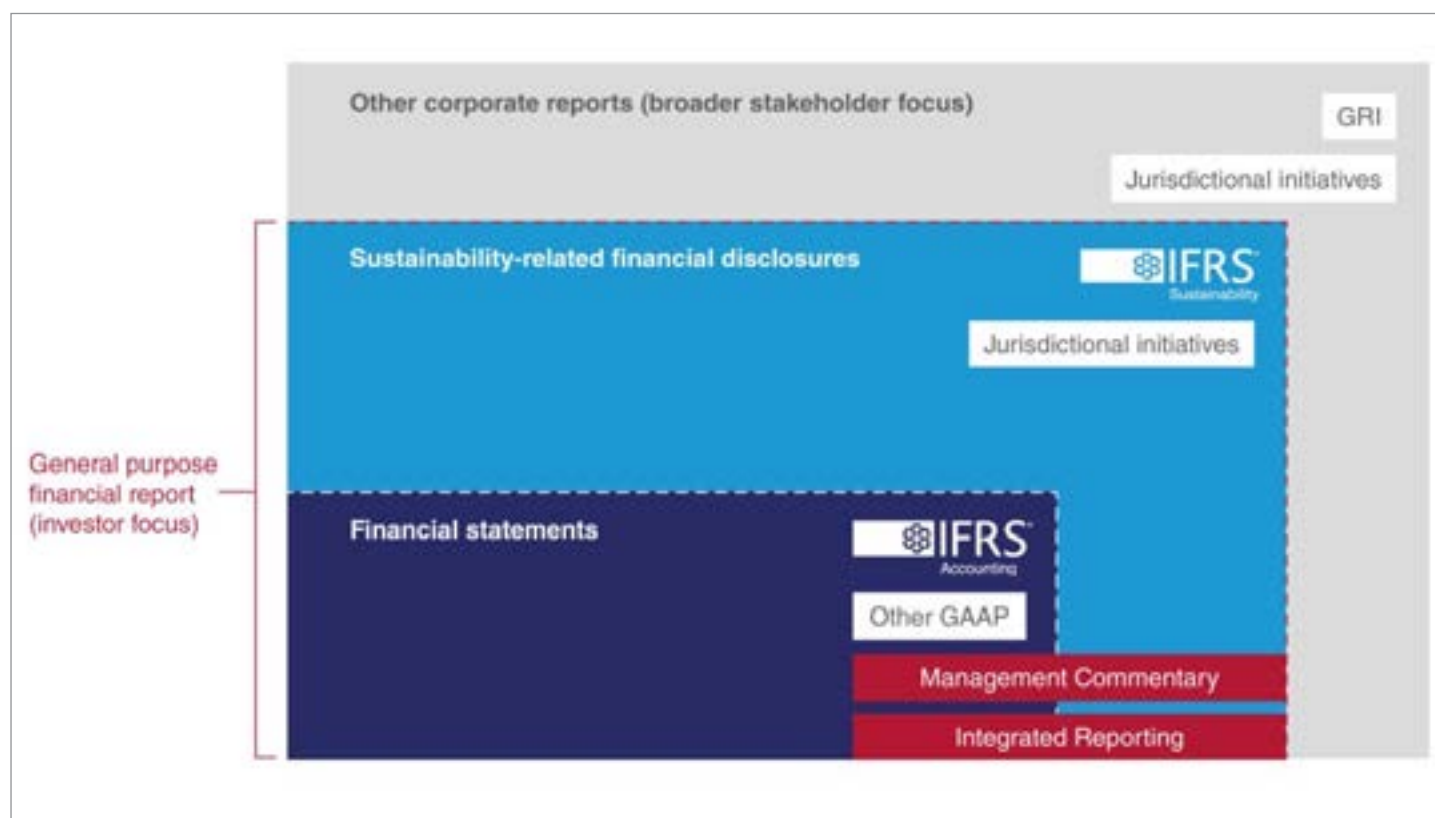 Other corporate reports (broader stakeholder focus)
GRI
Jurisdictional initiatives
Sustainability-related financial disclosures
IFRS
Sustainability
Jurisdictional initiatives
General purpose
financial report
(investor focus)
Financial statements
IFRS
Accounting
Other GAAP
Management Commentary
Integrated Reporting